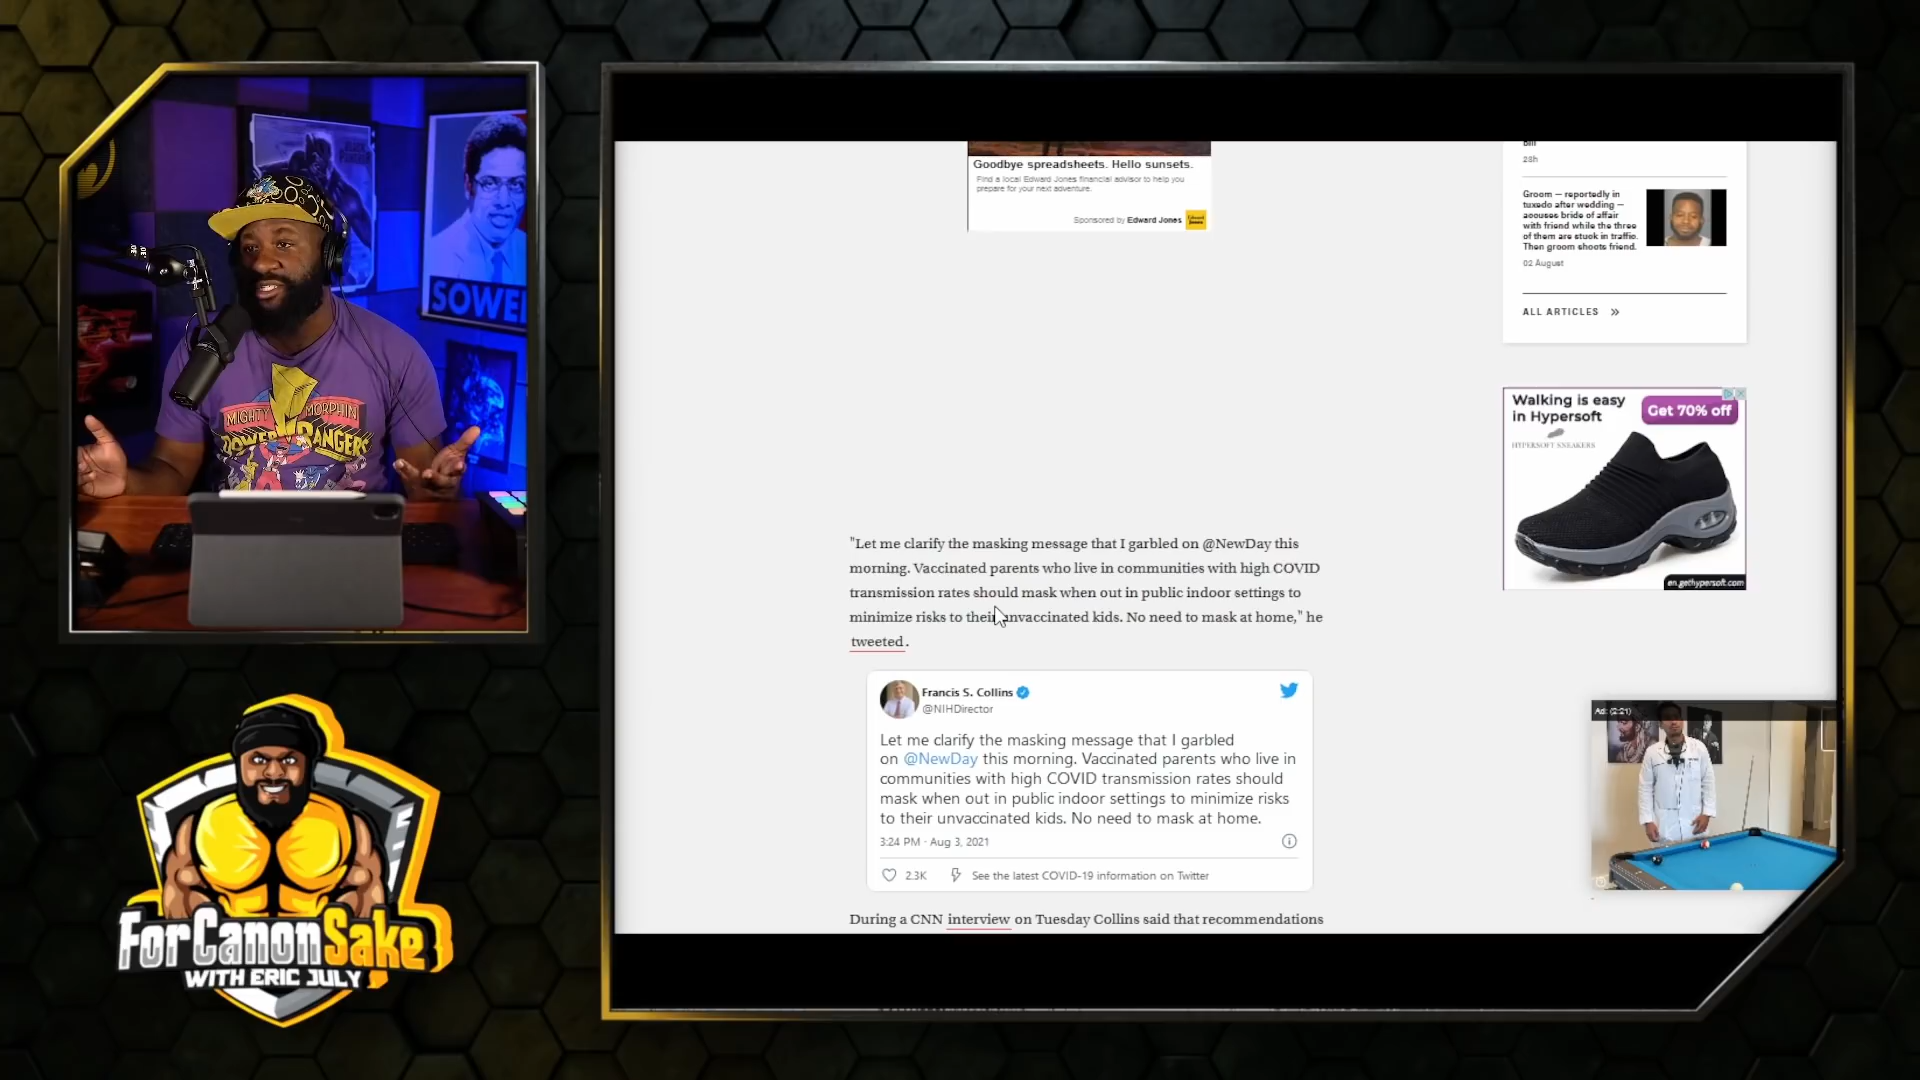 BLACK
PANTHER
SOWE
MIGHTY MORPHIN
POWER RANGERS
ForCanonSake
WITH ERIC JULY
Goodbye spreadsheets. Hello sunsets.
Find a local Edward Jones financial advisor to help you
prepare for your next adventure.
Sponsored by Edward Jones
Edward
Jones
"Let me clarify the masking message that I garbled on @NewDay this
morning. Vaccinated parents who live in communities with high COVID
transmission rates should mask when out in public indoor settings to
minimize risks to their unvaccinated kids. No need to mask at home," he
tweeted.
Francis S. Collins
@NIHDirector
Let me clarify the masking message that I garbled
on @NewDay this morning. Vaccinated parents who live in
communities with high COVID transmission rates should
mask when out in public indoor settings to minimize risks
to their unvaccinated kids. No need to mask at home.
3:24 PM · Aug 3, 2021
2.3K See the latest COVID-19 information on Twitter
During a CNN interview on Tuesday Collins said that recommendations
Bill
28h
Groom — reportedly in
tuxedo after wedding —
accuses bride of affair
with friend while the three
of them are stuck in traffic.
Then groom shoots friend.
02 August
ALL ARTICLES »
Walking is easy
in Hypersoft
Get 70% off
HYPERSOFT SNEAKERS
en.gethypersoft.com
Ad: (2:21)